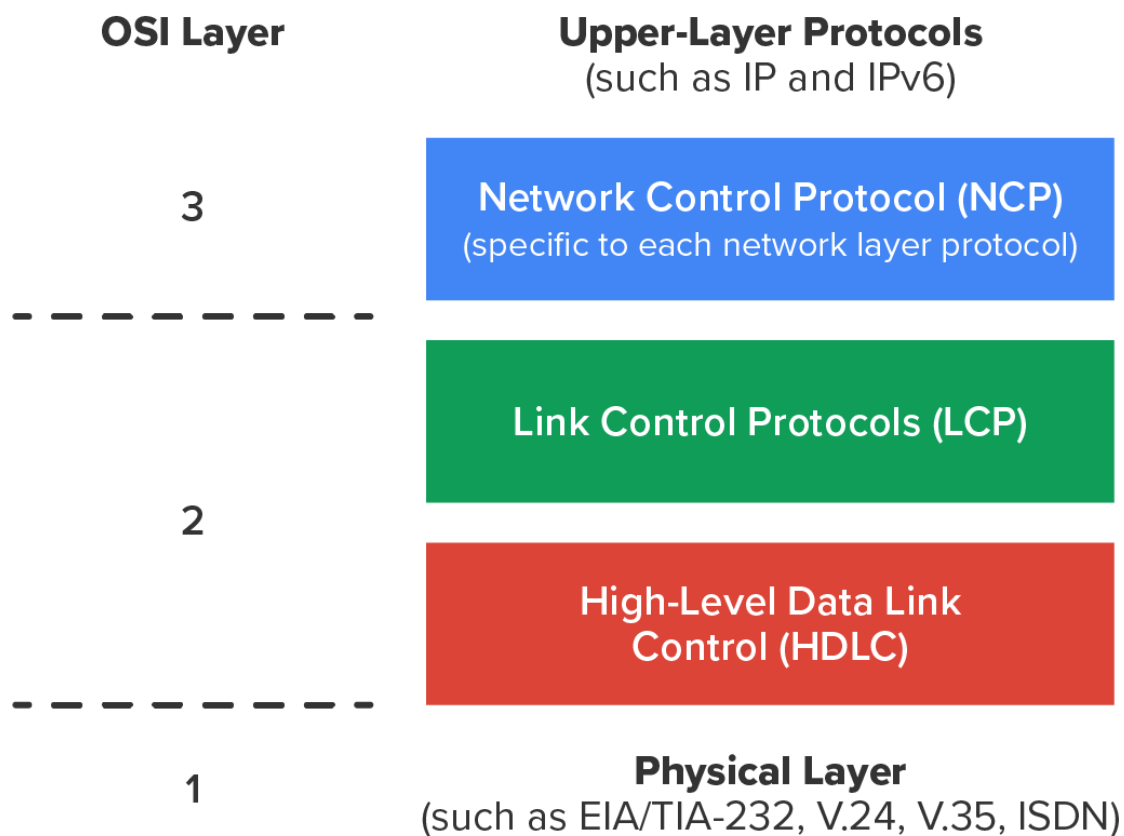 OSI Layer
Upper-Layer Protocols
(such as IP and IPv6)
3
Network Control Protocol (NCP)
(specific to each network layer protocol)
2
Link Control Protocols (LCP)
High-Level Data Link
Control (HDLC)
1
Physical Layer
(such as EIA/TIA-232, V.24, V.35, ISDN)